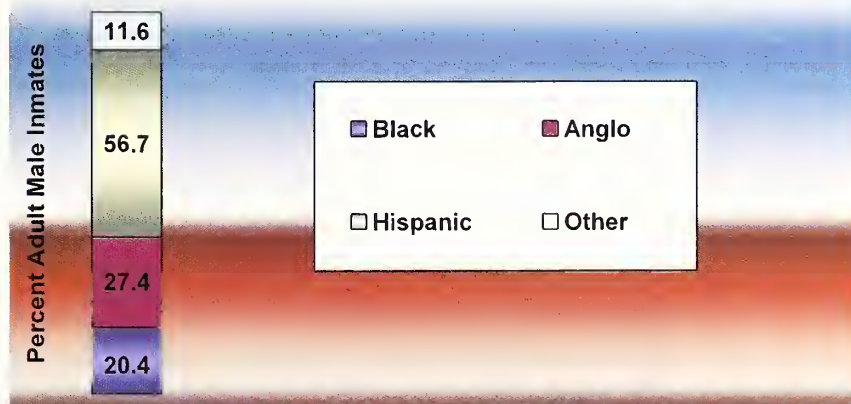 Percent Adult Male Inmates
11.6
56.7
27.4
20.4
Black
Anglo
Hispanic
Other